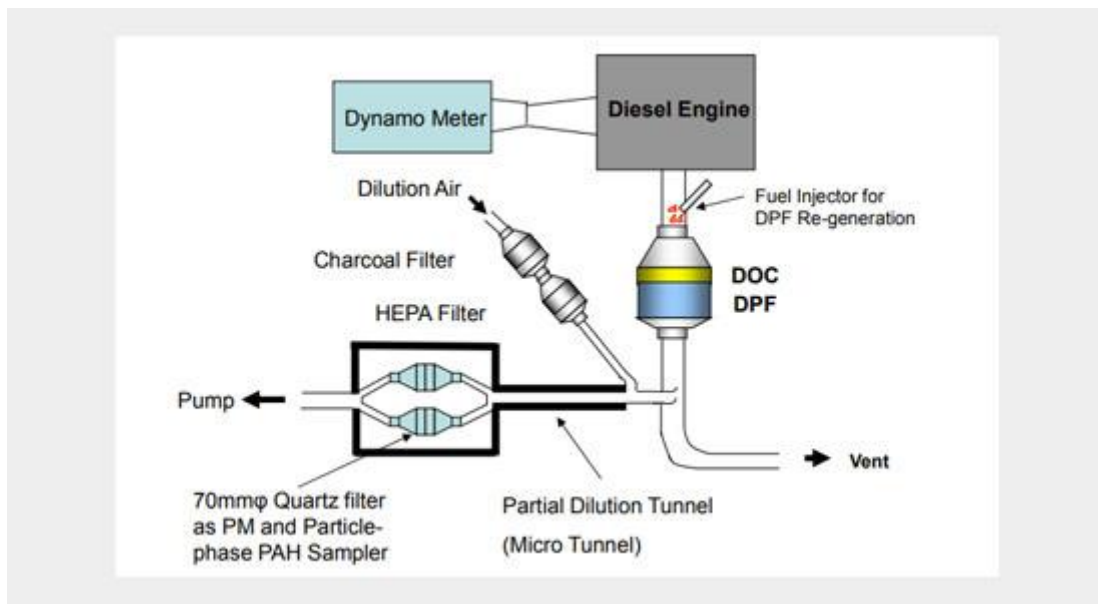 Dynamo Meter
Diesel Engine
Dilution Air
Fuel Injector for
DPF Re-generation
Charcoal Filter
DOC
DPF
HEPA Filter
Pump
Vent
70mmφ Quartz filter
as PM and Particle-
phase PAH Sampler
Partial Dilution Tunnel
(Micro Tunnel)